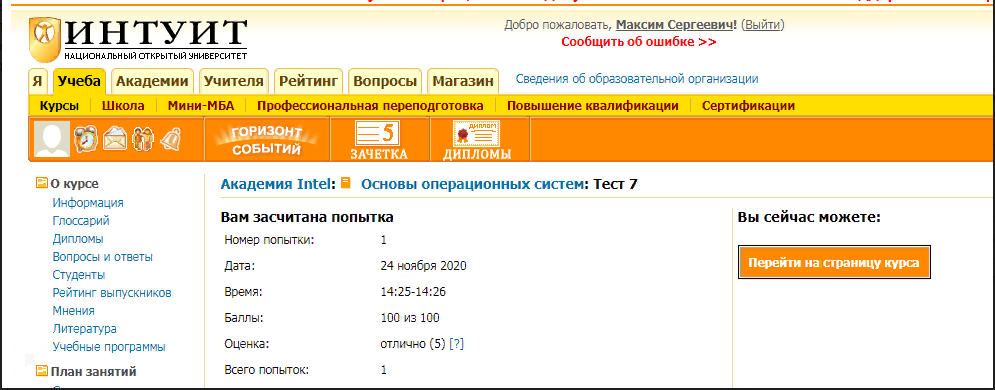 ИНТУИТ
НАЦИОНАЛЬНЫЙ ОТКРЫТЫЙ УНИВЕРСИТЕТ
Добро пожаловать, Максим Сергеевич! (Выйти)
Сообщить об ошибке >>
Я Учеба Академии Учителя Рейтинг Вопросы Магазин Сведения об образовательной организации
Курсы Школа Мини-МБА Профессиональная переподготовка Повышение квалификации Сертификации
ГОРИЗОНТ СОБЫТИЙ
5 ЗАЧЕТКА
ДИПЛОМ ДИПЛОМЫ
О курсе
Информация
Глоссарий
Дипломы
Вопросы и ответы
Студенты
Рейтинг выпускников
Мнения
Литература
Учебные программы
План занятий
Академия Intel: Основы операционных систем: Тест 7
Вам засчитана попытка
Номер попытки: 1
Дата: 24 ноября 2020
Время: 14:25-14:26
Баллы: 100 из 100
Оценка: отлично (5) [?]
Всего попыток: 1
Вы сейчас можете:
Перейти на страницу курса